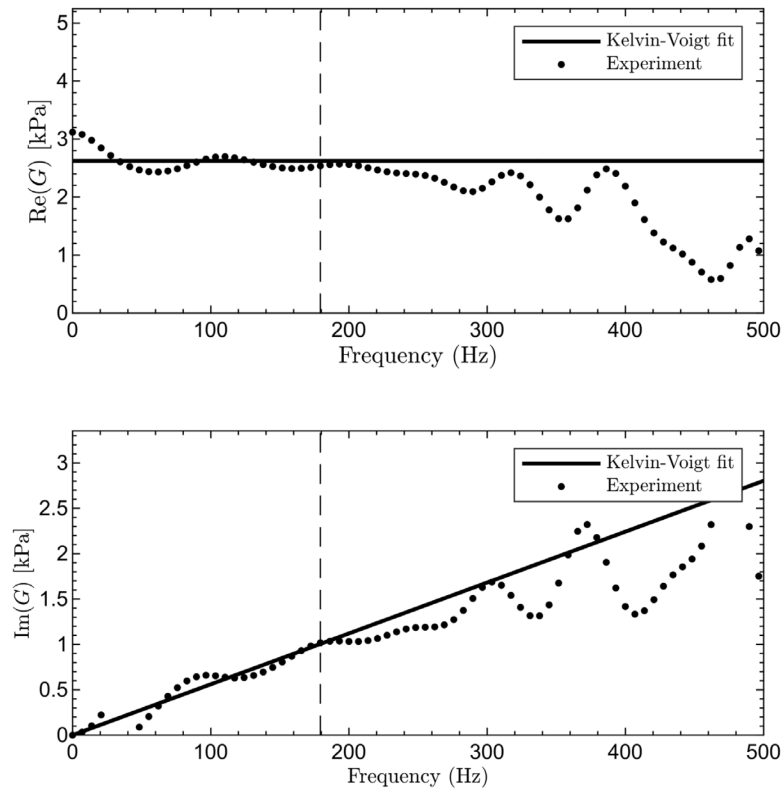 5
4
3
2
1
0
Re(G) [kPa]
Kelvin-Voigt fit
Experiment
0 100 200 300 400 500
Frequency (Hz)
3
2.5
2
1.5
1
0.5
0
Im(G) [kPa]
Kelvin-Voigt fit
Experiment
0 100 200 300 400 500
Frequency (Hz)